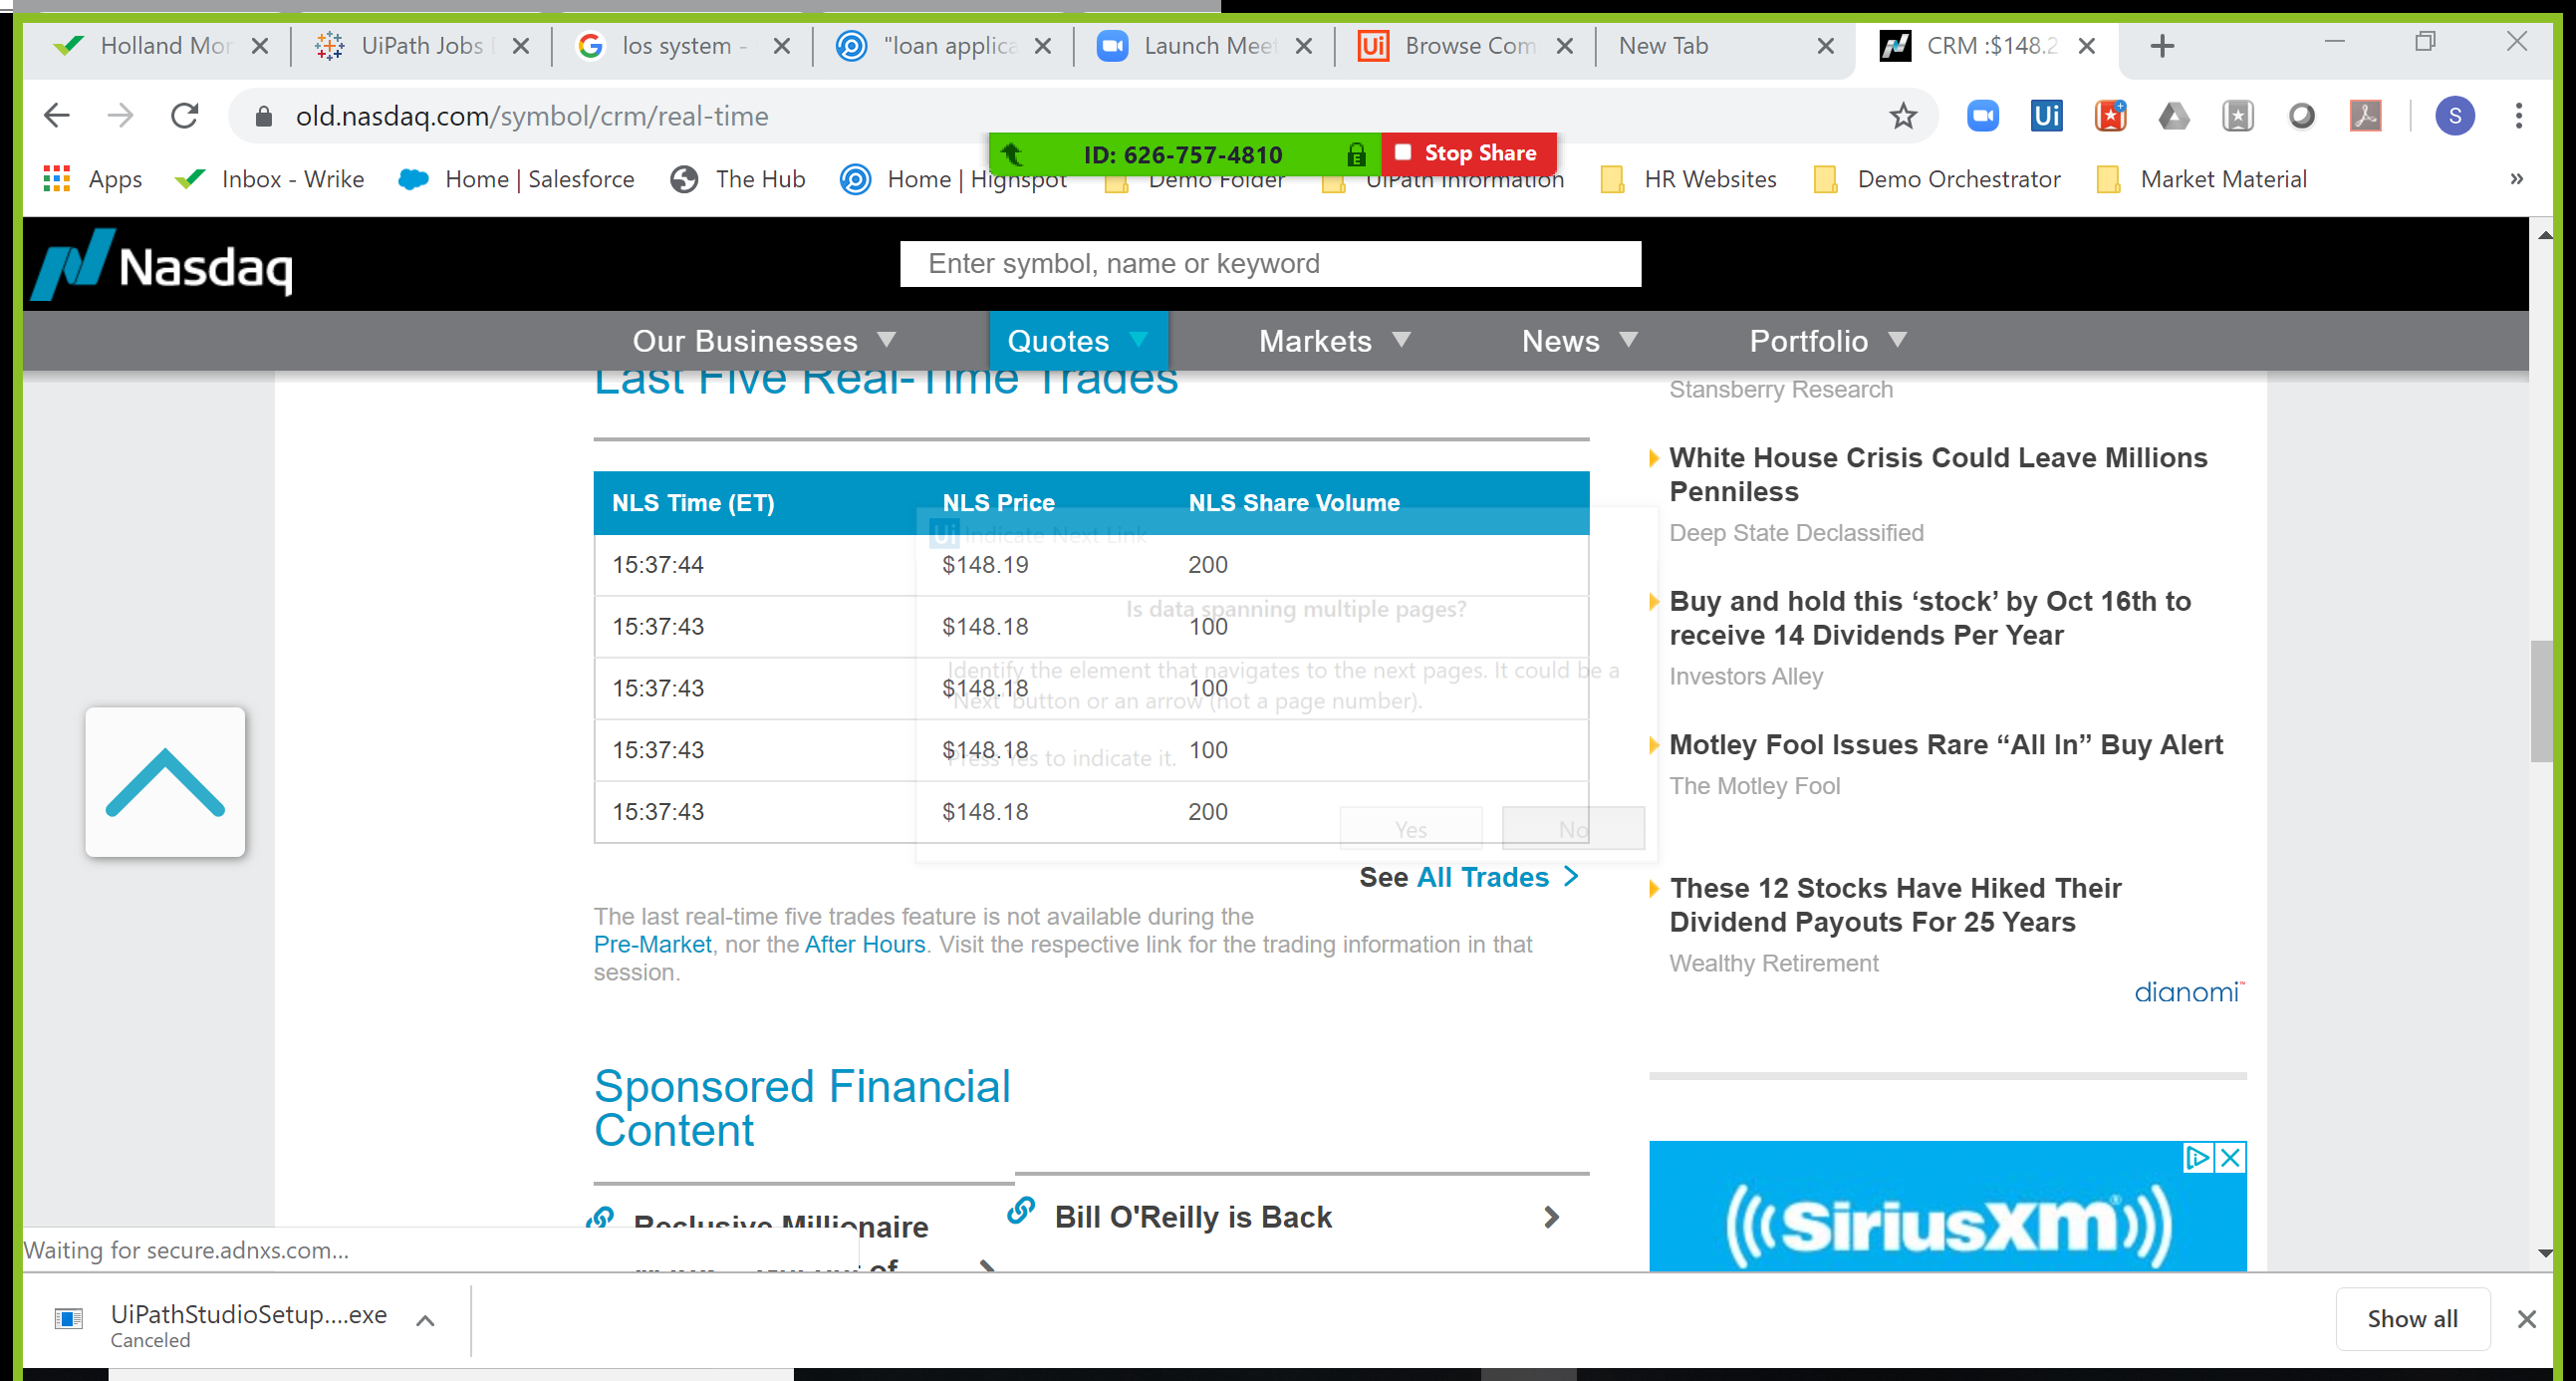 Holland Mor
UiPath Jobs
los system -
"loan applica
Launch Meet
Browse Com
New Tab
CRM :$148.2
old.nasdaq.com/symbol/crm/real-time
S
ID: 626-757-4810
Stop Share
Apps
Inbox - Wrike
Home | Salesforce
The Hub
Home | Highspot
Demo Folder
UiPath Information
HR Websites
Demo Orchestrator
Market Material
»
Nasdaq
Enter symbol, name or keyword
Our Businesses
Quotes
Markets
News
Portfolio
Last Five Real-Time Trades
NLS Time (ET) NLS Price NLS Share Volume
Ui Indicate Next Link
15:37:44 $148.19 200
Is data spanning multiple pages?
15:37:43 $148.18 100
Identify the element that navigates to the next pages. It could be a
15:37:43 $148.18 100
'Next' button or an arrow (not a page number).
15:37:43 $148.18 100
Press Yes to indicate it.
15:37:43 $148.18 200
Yes No
See All Trades >
The last real-time five trades feature is not available during the
Pre-Market, nor the After Hours. Visit the respective link for the trading information in that
session.
Stansberry Research
White House Crisis Could Leave Millions
Penniless
Deep State Declassified
Buy and hold this ‘stock’ by Oct 16th to
receive 14 Dividends Per Year
Investors Alley
Motley Fool Issues Rare “All In” Buy Alert
The Motley Fool
These 12 Stocks Have Hiked Their
Dividend Payouts For 25 Years
Wealthy Retirement
dianomi™
Sponsored Financial
Content
Reclusive Millionaire
of
Bill O'Reilly is Back
((SiriusXM))
Waiting for secure.adnxs.com...
UiPathStudioSetup....exe
Canceled
Show all